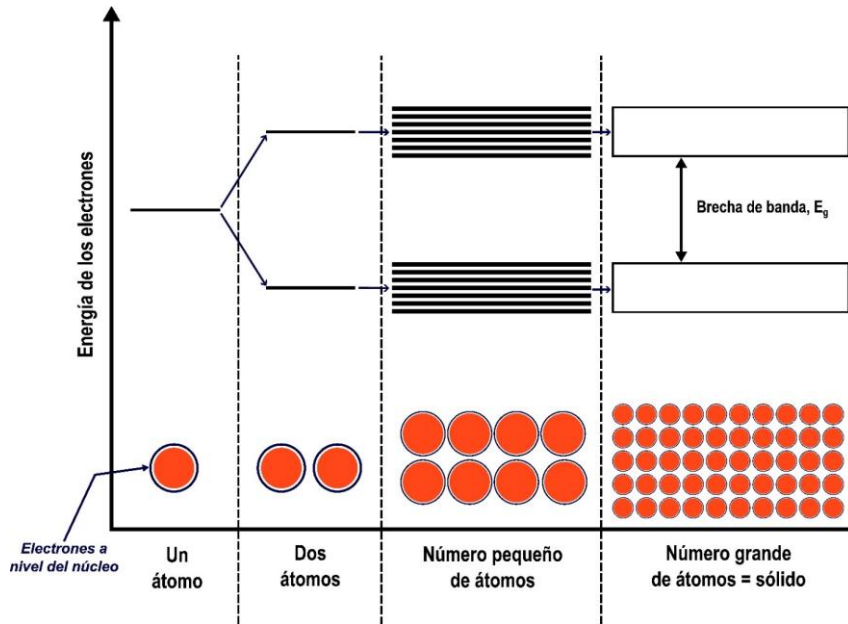 Energía de los electrones
Brecha de banda, Eg
Electrones a
nivel del núcleo
Un
átomo
Dos
átomos
Número pequeño
de átomos
Número grande
de átomos = sólido